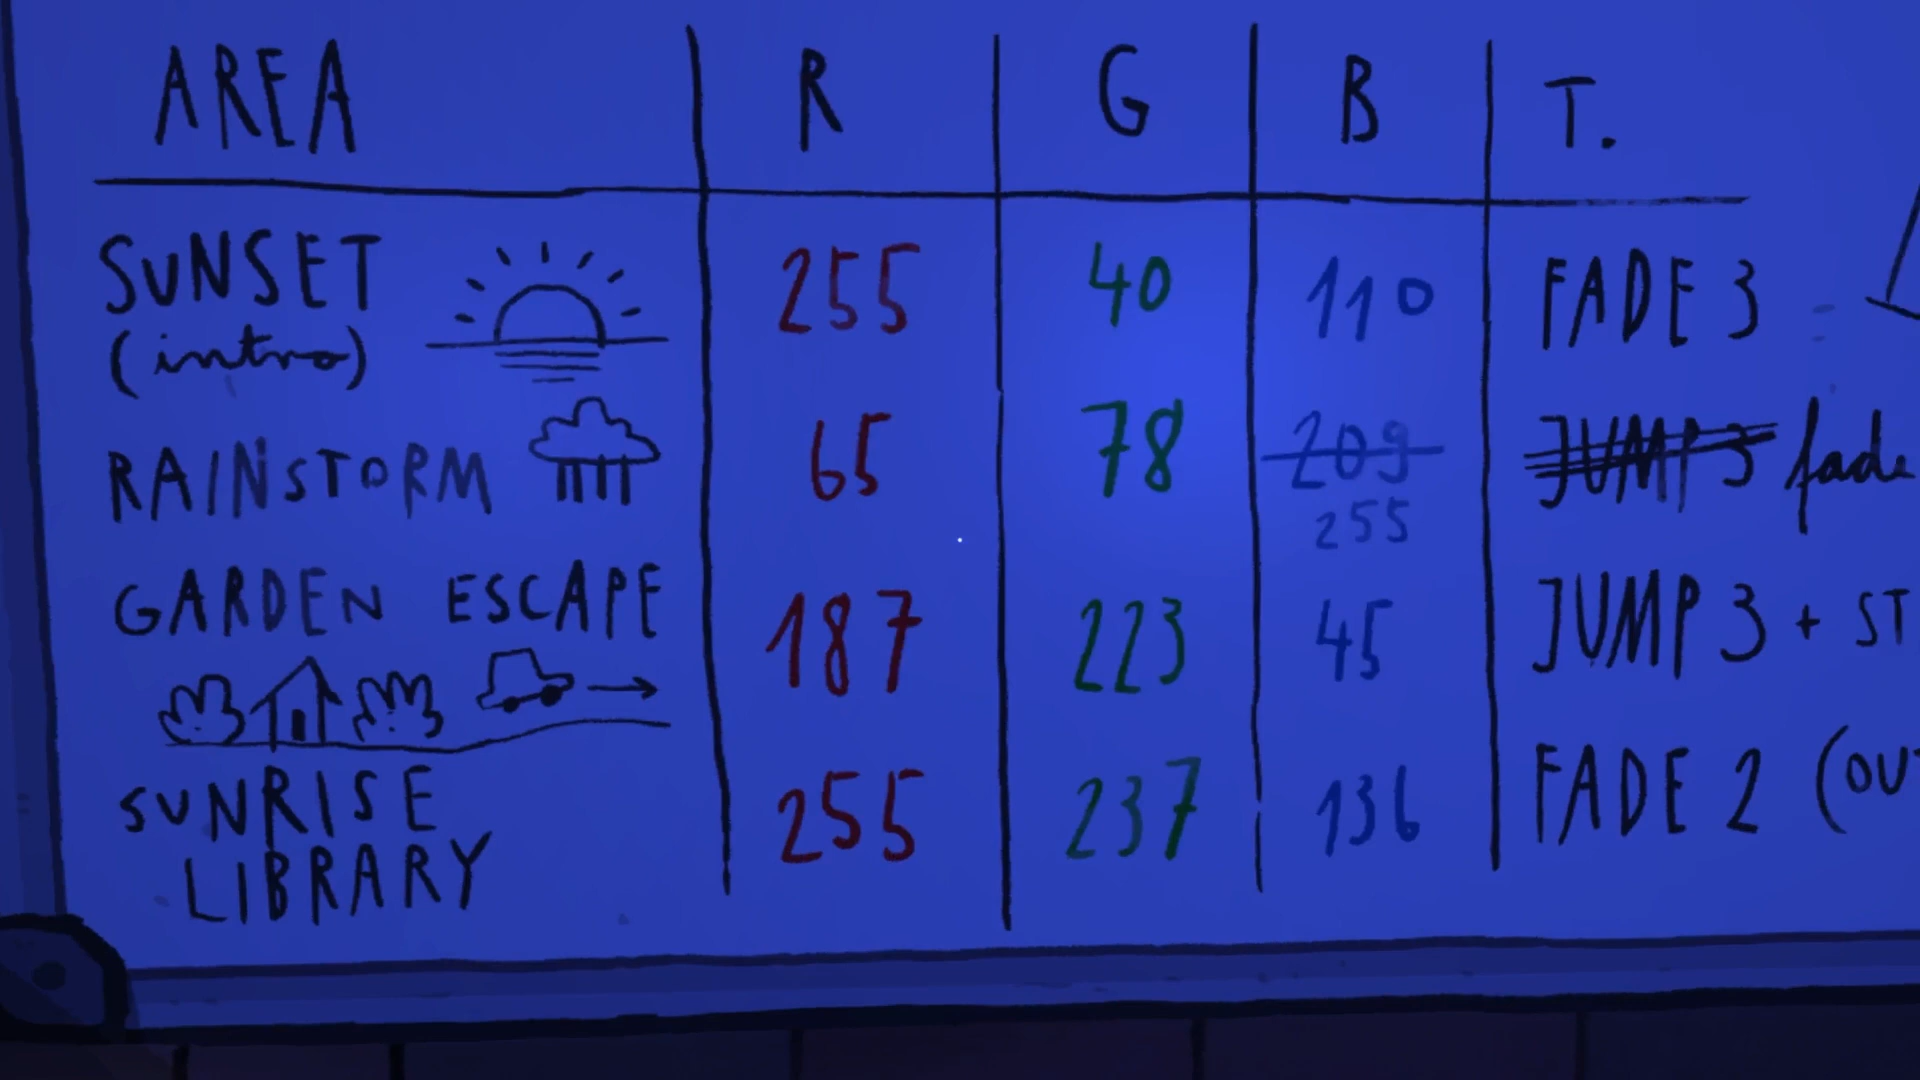 AREA R G B T.
SUNSET 255 40 110 FADE 3
(intro)
RAINSTORM 65 78 209 JUMP 3 fade
255
GARDEN ESCAPE 187 223 45 JUMP 3 + ST
SUNRISE 255 237 136 FADE 2 (OUT
LIBRARY